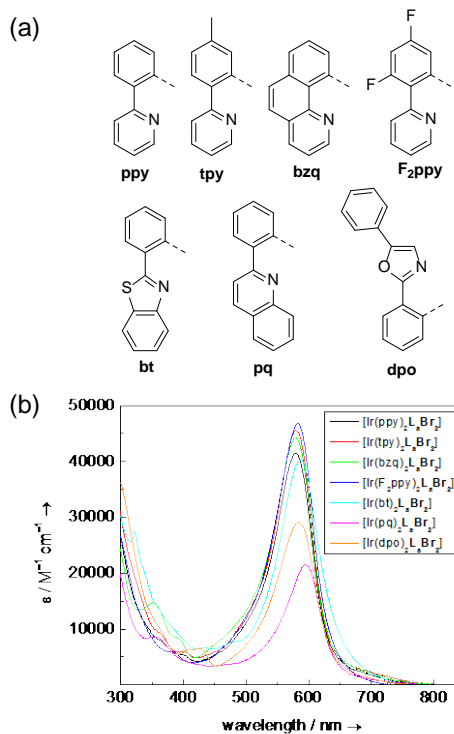 (a)
F
F
N
N
N
N
ppy
tpy
bzq
F₂ppy
O
N
S
N
N
bt
pq
dpo
(b)
50000
40000
30000
20000
10000
ε / M⁻¹ cm⁻¹ →
[Ir(ppy)₂LₐBr₂]
[Ir(tpy)₂LₐBr₂]
[Ir(bzq)₂LₐBr₂]
[Ir(F₂ppy)₂LₐBr₂]
[Ir(bt)₂LₐBr₂]
[Ir(pq)₂LₐBr₂]
[Ir(dpo)₂LₐBr₂]
300 400 500 600 700 800
wavelength / nm →